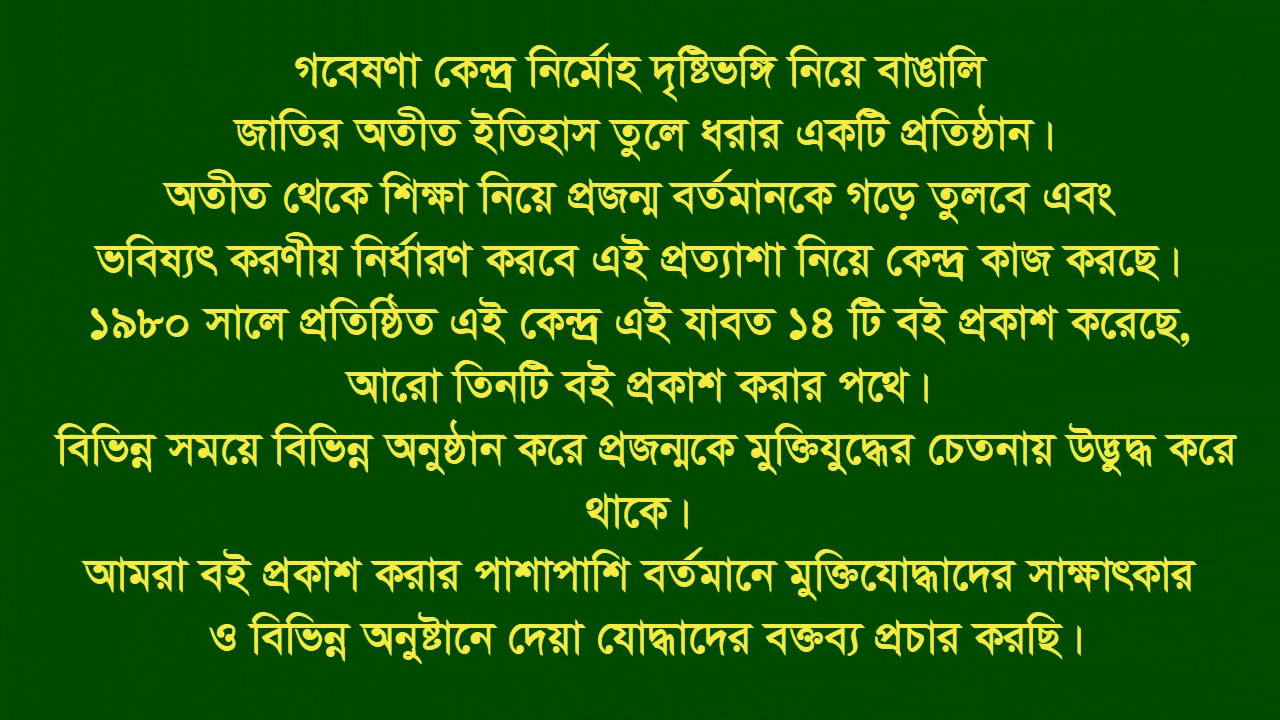 গবেষণা কেন্দ্র নির্মোহ দৃষ্টিভঙ্গি নিয়ে বাঙালি
জাতির অতীত ইতিহাস তুলে ধরার একটি প্রতিষ্ঠান।
অতীত থেকে শিক্ষা নিয়ে প্রজন্ম বর্তমানকে গড়ে তুলবে এবং
ভবিষ্যৎ করণীয় নির্ধারণ করবে এই প্রত্যাশা নিয়ে কেন্দ্র কাজ করছে।
১৯৮০ সালে প্রতিষ্ঠিত এই কেন্দ্র এই যাবত ১৪ টি বই প্রকাশ করেছে,
আরো তিনটি বই প্রকাশ করার পথে।
বিভিন্ন সময়ে বিভিন্ন অনুষ্ঠান করে প্রজন্মকে মুক্তিযুদ্ধের চেতনায় উদ্ভুদ্ধ করে
থাকে।
আমরা বই প্রকাশ করার পাশাপাশি বর্তমানে মুক্তিযোদ্ধাদের সাক্ষাৎকার
ও বিভিন্ন অনুষ্টানে দেয়া যোদ্ধাদের বক্তব্য প্রচার করছি।